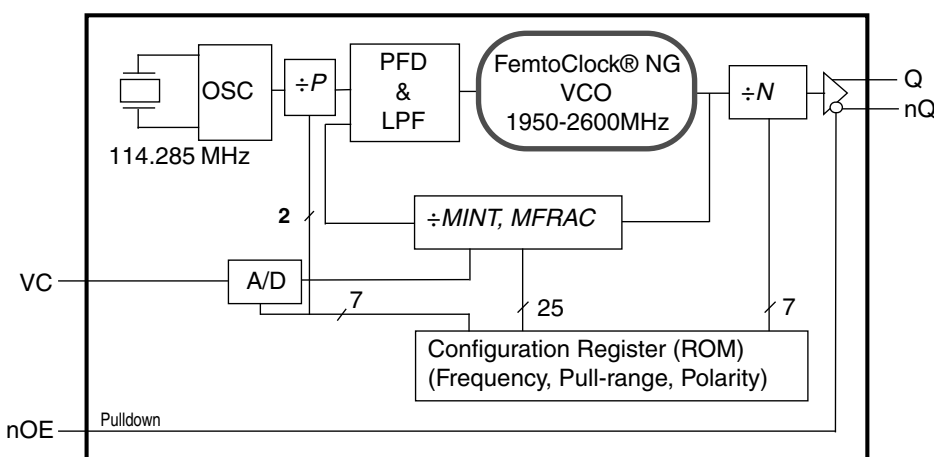 OSC
÷P
PFD
&
LPF
FemtoClock® NG
VCO
1950-2600MHz
÷N
Q
nQ
114.285 MHz
2
÷MINT, MFRAC
VC
A/D
7
25
7
Configuration Register (ROM)
(Frequency, Pull-range, Polarity)
Pulldown
nOE